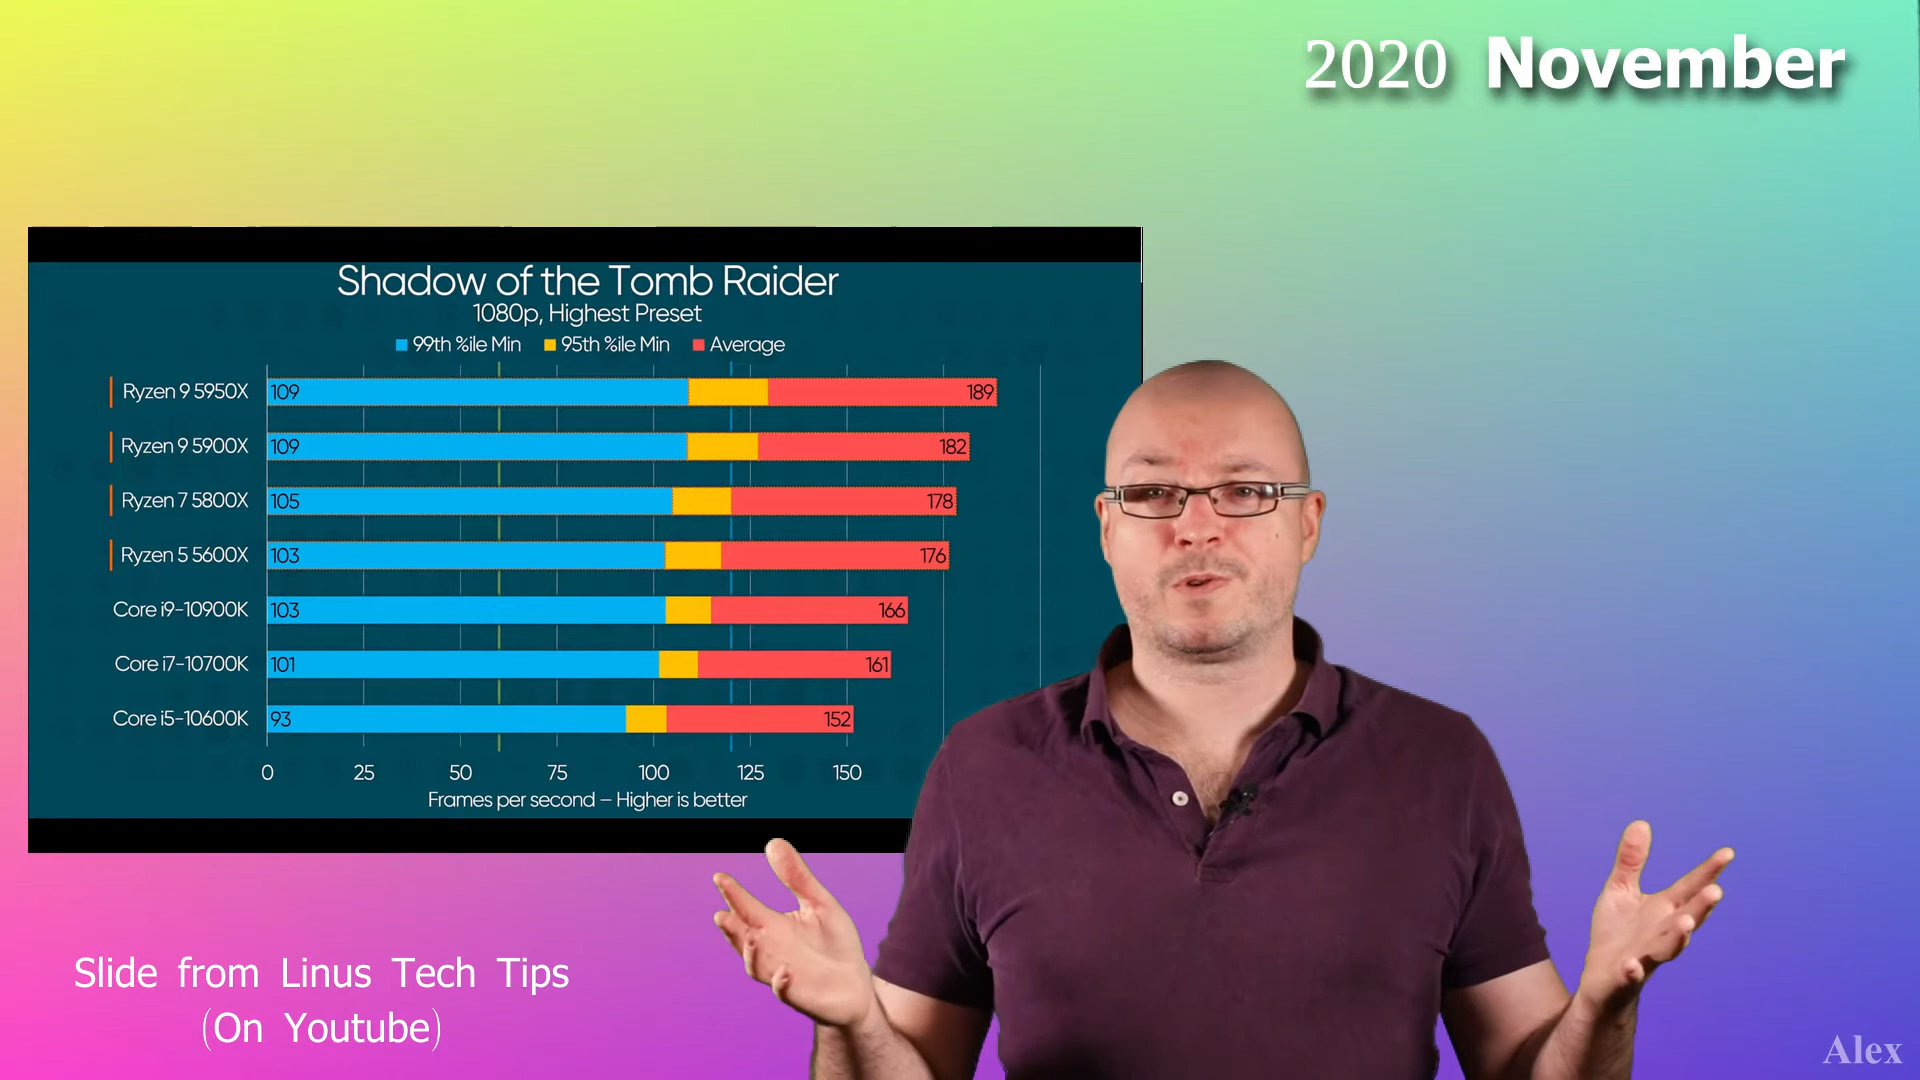 2020 November
Shadow of the Tomb Raider
1080p, Highest Preset
99th %ile Min 95th %ile Min Average
Ryzen 9 5950X 109 189
Ryzen 9 5900X 109 182
Ryzen 7 5800X 105 178
Ryzen 5 5600X 103 176
Core i9-10900K 103 166
Core i7-10700K 101 161
Core i5-10600K 93 152
0 25 50 75 100 125 150
Frames per second – Higher is better
Slide from Linus Tech Tips
(On Youtube)
Alex